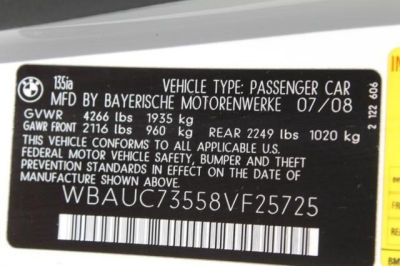 BMW
135ia
VEHICLE TYPE: PASSENGER CAR
MFD BY BAYERISCHE MOTORENWERKE 07/08
GVWR 4266 lbs 1935 kg
GAWR FRONT 2116 lbs 960 kg REAR 2249 lbs 1020 kg
THIS VEHICLE CONFORMS TO ALL APPLICABLE
FEDERAL MOTOR VEHICLE SAFETY, BUMPER AND THEFT
PREVENTION STANDARDS IN EFFECT ON THE DATE OF
MANUFACTURE SHOWN ABOVE
WBAUC73558VF25725
2 122 606